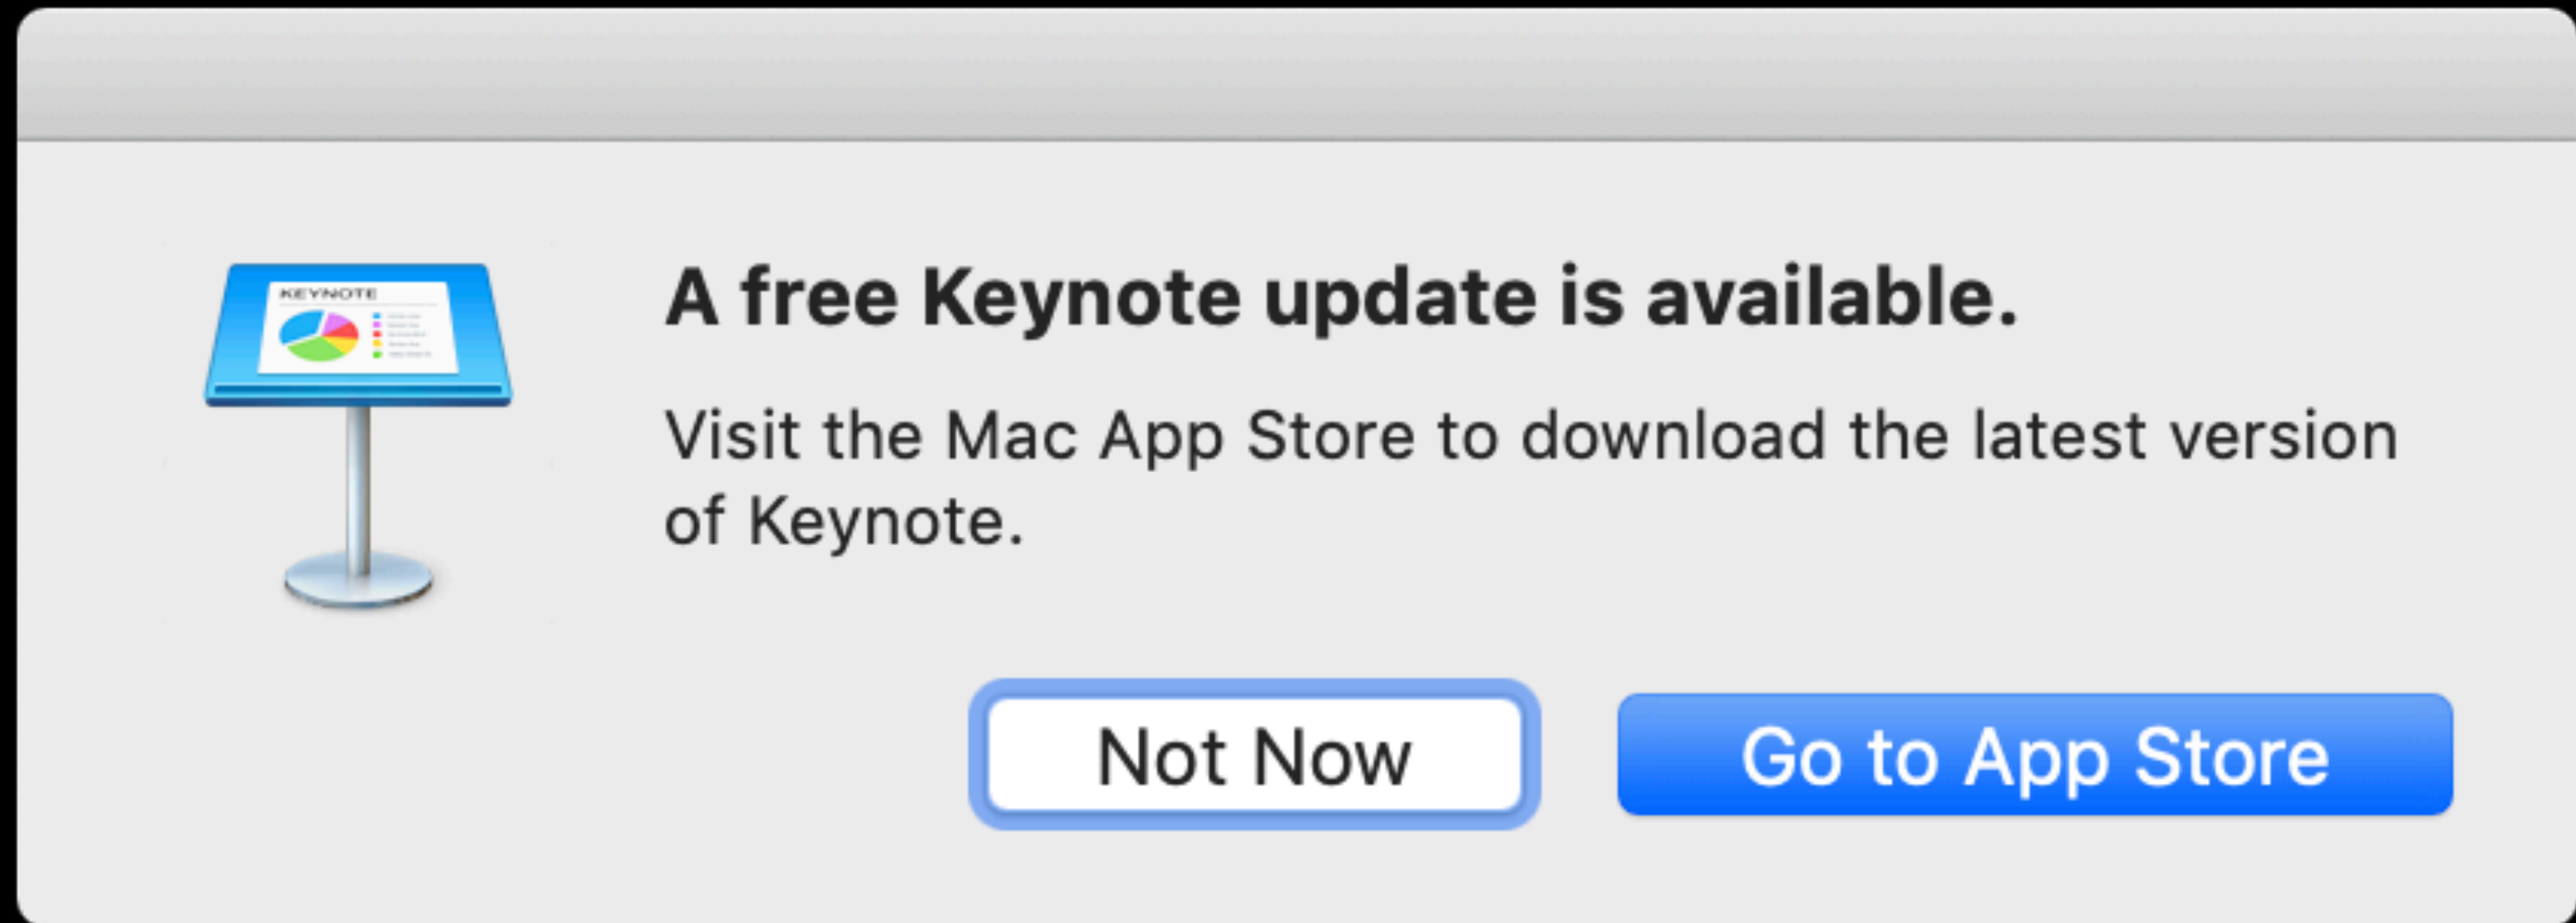 KEYNOTE
A free Keynote update is available.
Visit the Mac App Store to download the latest version
of Keynote.
Not Now
Go to App Store